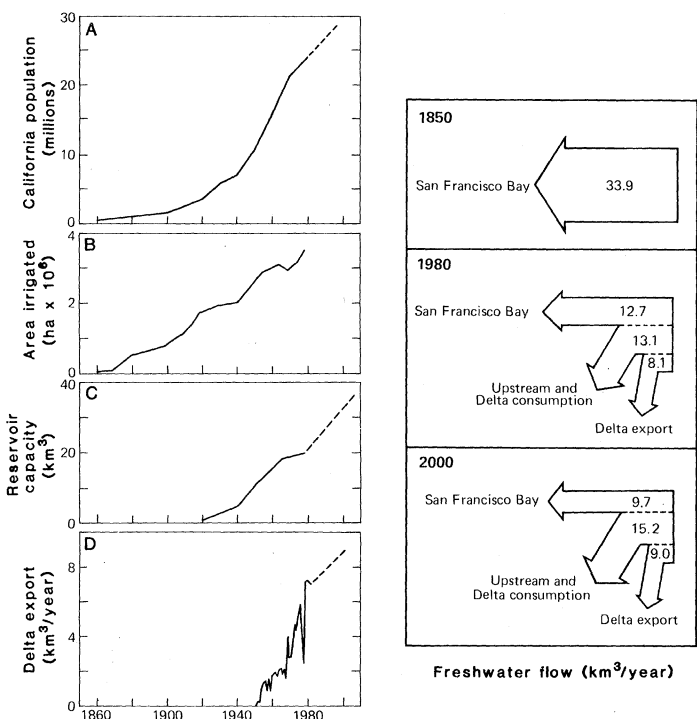 A
30
20
10
0
California population
(millions)
B
4
2
0
Area irrigated
(ha x 10⁶)
C
40
20
0
Reservoir
capacity
(km³)
D
8
4
0
Delta export
(km³/year)
1860 1900 1940 1980
1850
San Francisco Bay
33.9
1980
San Francisco Bay
12.7
13.1
8.1
Upstream and
Delta consumption
Delta export
2000
San Francisco Bay
9.7
15.2
9.0
Upstream and
Delta consumption
Delta export
Freshwater flow (km³/year)